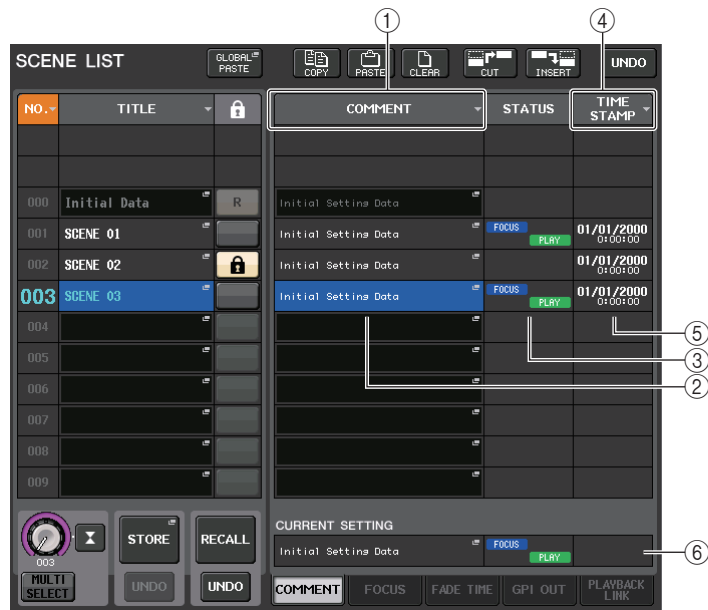 ① ④
SCENE LIST GLOBAL PASTE COPY PASTE CLEAR CUT INSERT UNDO
NO. TITLE COMMENT STATUS TIME STAMP
000 Initial Data R Initial Setting Data
001 SCENE 01 Initial Setting Data FOCUS PLAY 01/01/2000 0:00:00
002 SCENE 02 Initial Setting Data 01/01/2000 0:00:00
003 SCENE 03 Initial Setting Data FOCUS PLAY 01/01/2000 0:00:00
004
⑤
005
③
006
②
007
008
009
CURRENT SETTING
STORE RECALL Initial Setting Data FOCUS PLAY ⑥
003
MULTI SELECT UNDO UNDO COMMENT FOCUS FADE TIME GPI OUT PLAYBACK LINK